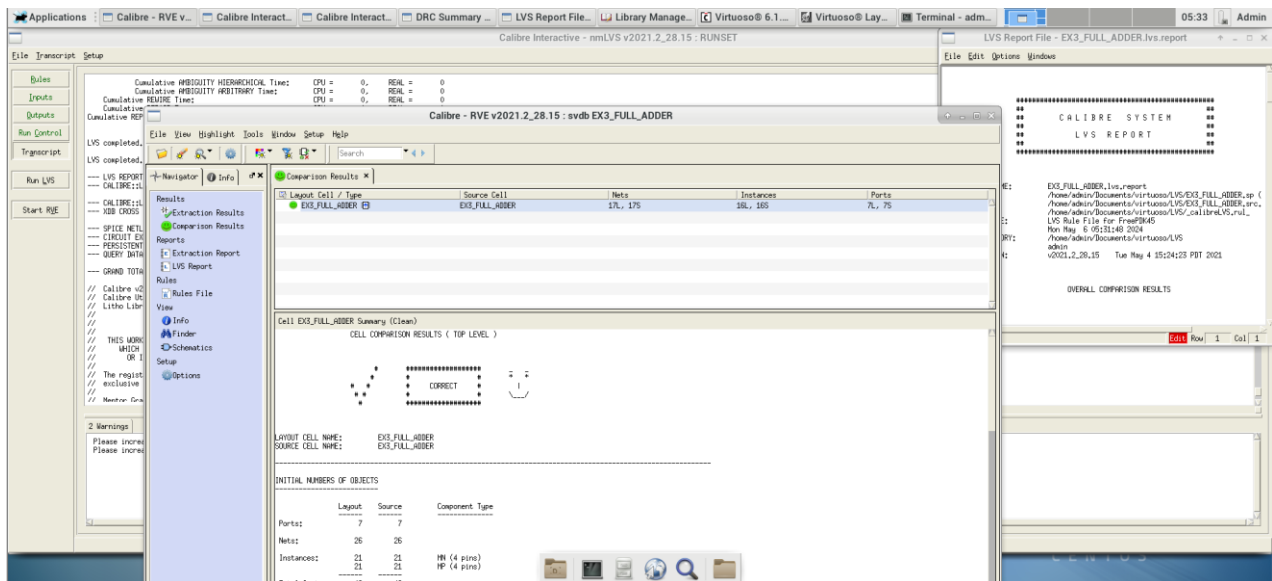 Applications
Calibre - RVE v...
Calibre Interact...
Calibre Interact...
DRC Summary ...
LVS Report File...
Library Manage...
Virtuoso® 6.1....
Virtuoso® Lay...
Terminal - adm...
05:33
Admin
Calibre Interactive - nmLVS v2021.2_28.15 : RUNSET
File Transcript Setup
Rules
Inputs
Outputs
Run Control
Transcript
Run LVS
Start RVE
Cumulative AMBIGUITY HIERARCHICAL Time: CPU = 0, REAL = 0
Cumulative AMBIGUITY ARBITRARY Time: CPU = 0, REAL = 0
Cumulative REWIRE Time: CPU = 0, REAL = 0
Cumulative
Cumulative REP
LVS completed.
LVS completed.
--- LVS REPORT
--- CALIBRE::L
--- CALIBRE::L
--- XDB CROSS
--- SPICE NETL
--- CIRCUIT EX
--- PERSISTENT
--- QUERY DATA
--- GRAND TOTA
// Calibre v2
// Calibre Ut
// Litho Libr
//
//
// THIS WORK
// WHICH
// OR I
//
// The regist
// exclusive
//
// Mentor Gra
2 Warnings
Please increa
Please increa
Calibre - RVE v2021.2_28.15 : svdb EX3_FULL_ADDER
File View Highlight Tools Window Setup Help
Search
Navigator
Info
Results
Extraction Results
Comparison Results
Reports
Extraction Report
LVS Report
Rules
Rules File
View
Info
Finder
Schematics
Setup
Options
Comparison Results
Layout Cell / Type Source Cell Nets Instances Ports
EX3_FULL_ADDER EX3_FULL_ADDER 17L, 17S 16L, 16S 7L, 7S
Cell EX3_FULL_ADDER Summary (Clean)
CELL COMPARISON RESULTS ( TOP LEVEL )
CORRECT
LAYOUT CELL NAME: EX3_FULL_ADDER
SOURCE CELL NAME: EX3_FULL_ADDER
INITIAL NUMBERS OF OBJECTS
Layout Source Component Type
Ports: 7 7
Nets: 26 26
Instances: 21 21 MN (4 pins)
21 21 MP (4 pins)
LVS Report File - EX3_FULL_ADDER.lvs.report
File Edit Options Windows
## CALIBRE SYSTEM ##
## LVS REPORT ##
ME: EX3_FULL_ADDER.lvs.report
/home/admin/Documents/virtuoso/LVS/EX3_FULL_ADDER.sp (
/home/admin/Documents/virtuoso/LVS/EX3_FULL_ADDER.src.
/home/admin/Documents/virtuoso/LVS/_calibreLVS.rul_
E: LVS Rule File for FreePDK45
Mon May 6 05:31:48 2024
ORY: /home/admin/Documents/virtuoso/LVS
admin
N: v2021.2_28.15 Tue May 4 15:24:23 PDT 2021
OVERALL COMPARISON RESULTS
Edit Row 1 Col 1
CENTOS